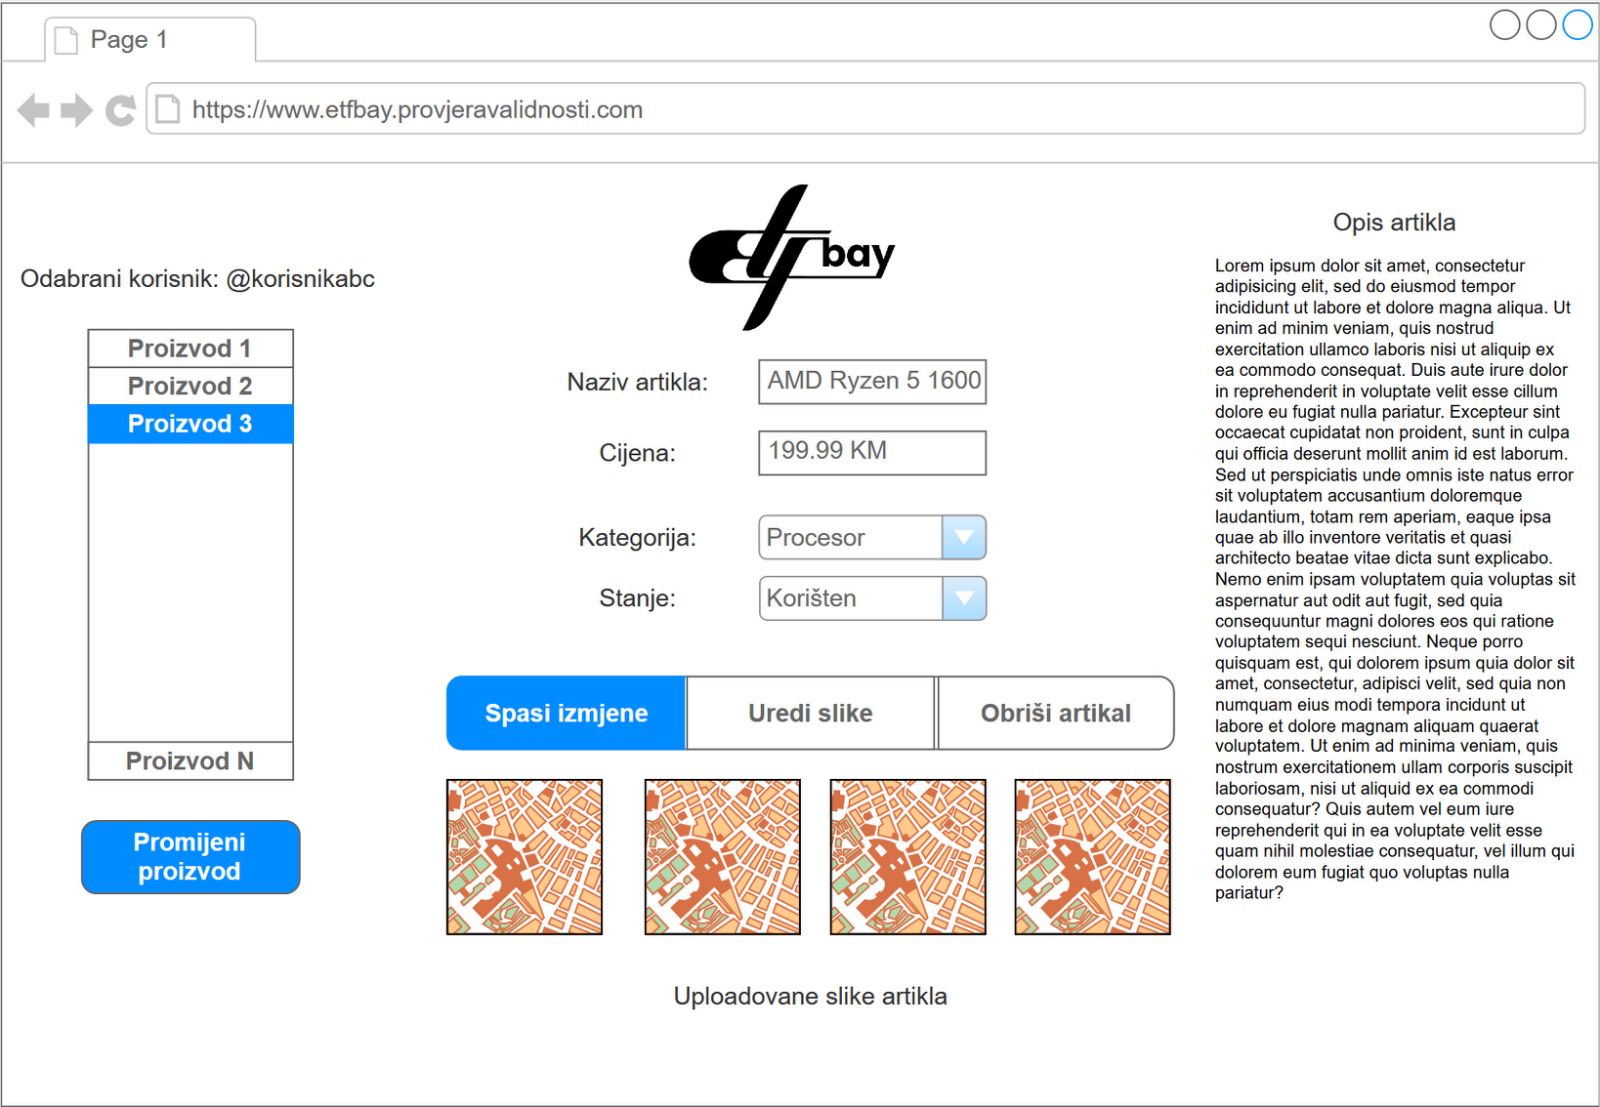 Page 1
https://www.etfbay.provjeravalidnosti.com
Odabrani korisnik: @korisnikabc
Proizvod 1
Proizvod 2
Proizvod 3
Proizvod N
Promijeni
proizvod
etf bay
Naziv artikla:
AMD Ryzen 5 1600
Cijena:
199.99 KM
Kategorija:
Procesor
Stanje:
Korišten
Spasi izmjene
Uredi slike
Obriši artikal
Uploadovane slike artikla
Opis artikla
Lorem ipsum dolor sit amet, consectetur
adipisicing elit, sed do eiusmod tempor
incididunt ut labore et dolore magna aliqua. Ut
enim ad minim veniam, quis nostrud
exercitation ullamco laboris nisi ut aliquip ex
ea commodo consequat. Duis aute irure dolor
in reprehenderit in voluptate velit esse cillum
dolore eu fugiat nulla pariatur. Excepteur sint
occaecat cupidatat non proident, sunt in culpa
qui officia deserunt mollit anim id est laborum.
Sed ut perspiciatis unde omnis iste natus error
sit voluptatem accusantium doloremque
laudantium, totam rem aperiam, eaque ipsa
quae ab illo inventore veritatis et quasi
architecto beatae vitae dicta sunt explicabo.
Nemo enim ipsam voluptatem quia voluptas sit
aspernatur aut odit aut fugit, sed quia
consequuntur magni dolores eos qui ratione
voluptatem sequi nesciunt. Neque porro
quisquam est, qui dolorem ipsum quia dolor sit
amet, consectetur, adipisci velit, sed quia non
numquam eius modi tempora incidunt ut
labore et dolore magnam aliquam quaerat
voluptatem. Ut enim ad minima veniam, quis
nostrum exercitationem ullam corporis suscipit
laboriosam, nisi ut aliquid ex ea commodi
consequatur? Quis autem vel eum iure
reprehenderit qui in ea voluptate velit esse
quam nihil molestiae consequatur, vel illum qui
dolorem eum fugiat quo voluptas nulla
pariatur?